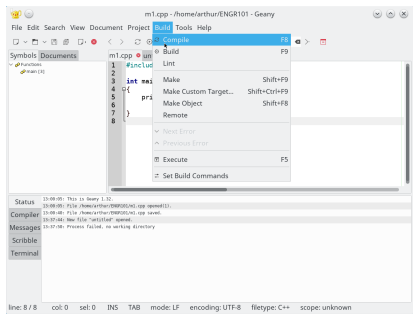 m1.cpp - /home/arthur/ENGR101 - Geany
File Edit Search View Document Project Build Tools Help
Symbols Documents
m1.cpp un
Functions
main [3]
1 #includ
2
3 int mai
4 {
5 pri
6
7 }
8
Compile F8
Build F9
Lint
Make Shift+F9
Make Custom Target... Shift+Ctrl+F9
Make Object Shift+F8
Remote
Next Error
Previous Error
Execute F5
Set Build Commands
Status
Compiler
Messages
Scribble
Terminal
13:09:05: This is Geany 1.32.
13:09:05: File /home/arthur/ENGR101/m1.cpp opened(1).
13:09:40: File /home/arthur/ENGR101/m1.cpp saved.
13:37:44: New file "untitled" opened.
13:37:50: Process failed, no working directory
line: 8 / 8 col: 0 sel: 0 INS TAB mode: LF encoding: UTF-8 filetype: C++ scope: unknown